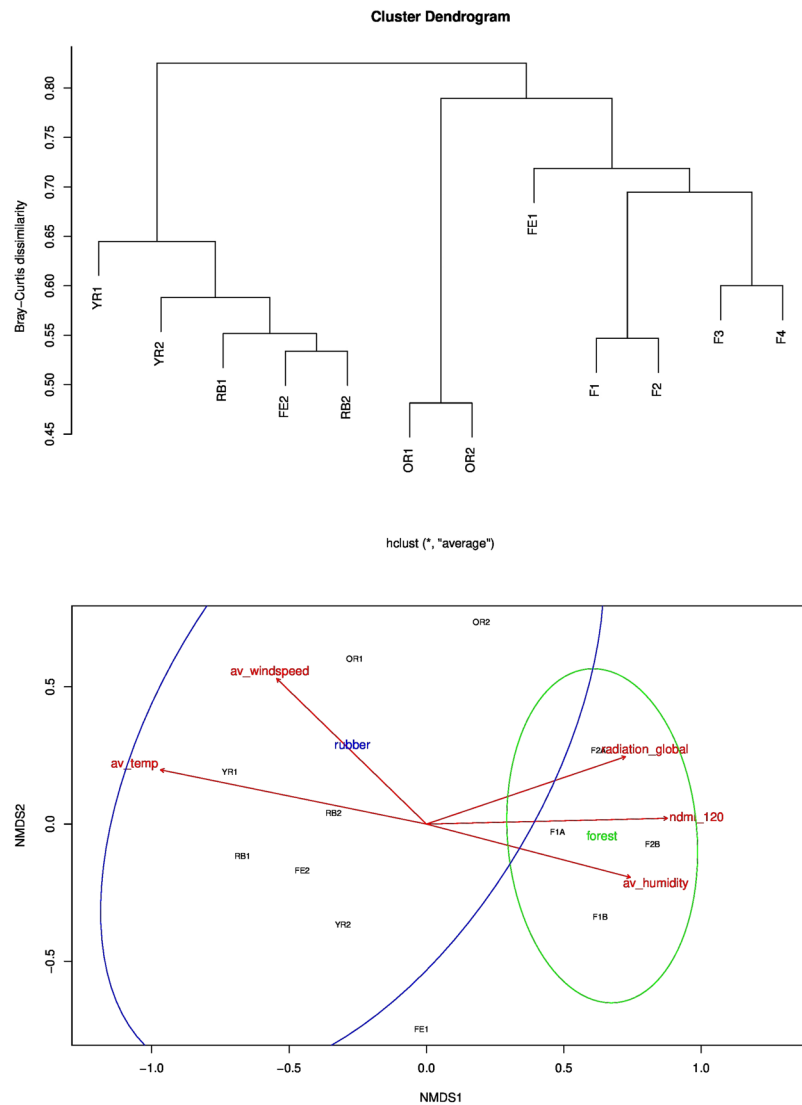 Cluster Dendrogram
Bray−Curtis dissimilarity
0.80
0.75
0.70
0.65
0.60
0.55
0.50
0.45
YR1
YR2
RB1
FE2
RB2
OR1
OR2
FE1
F1
F2
F3
F4
hclust (*, "average")
OR2
OR1
av_windspeed
rubber
av_temp
YR1
F2A
radiation_global
RB2
ndmi_120
F1A
forest
F2B
RB1
FE2
av_humidity
YR2
F1B
FE1
NMDS2
0.5
0.0
−0.5
−1.0 −0.5 0.0 0.5 1.0
NMDS1